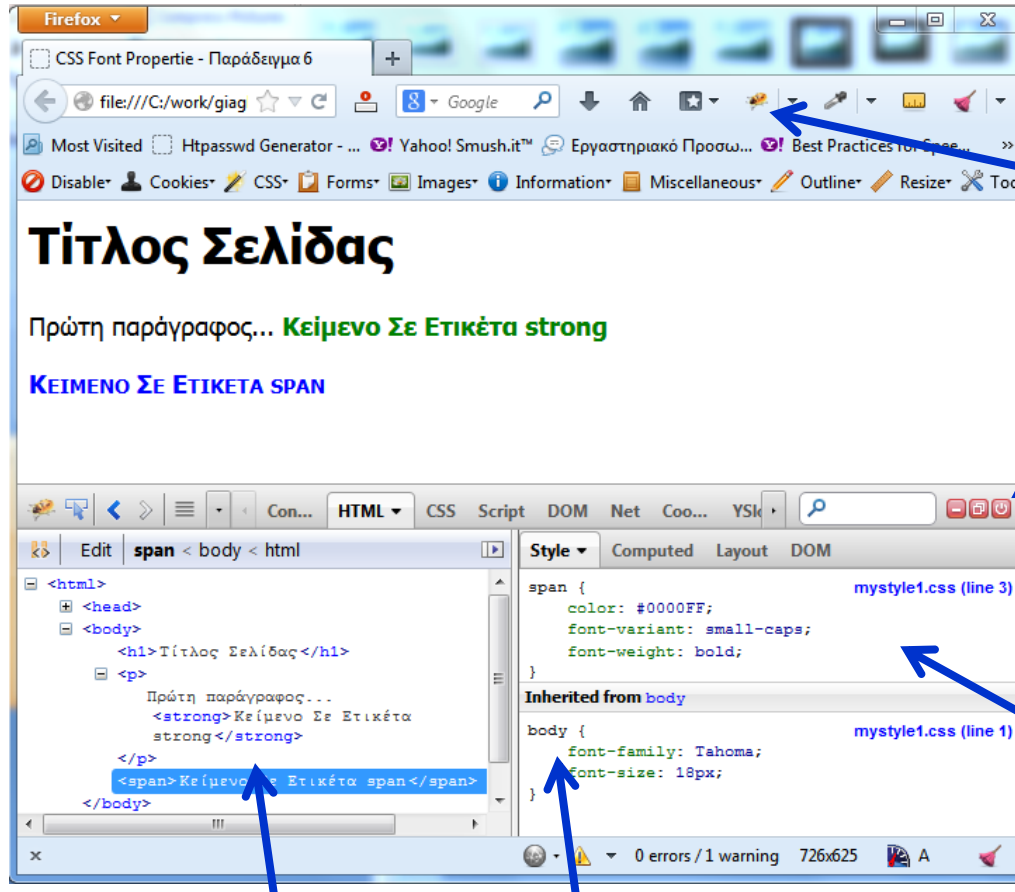 Firefox
CSS Font Propertie - Παράδειγμα 6
file:///C:/work/giag
8 Google
Most Visited Htpasswd Generator - ... Yahoo! Smush.it™ Εργαστηριακό Προσω... Best Practices for Spee... »
Disable Cookies CSS Forms Images Information Miscellaneous Outline Resize Too
Τίτλος Σελίδας
Πρώτη παράγραφος... Κείμενο Σε Ετικέτα strong
ΚΕΙΜΕΝΟ ΣΕ ΕΤΙΚΕΤΑ SPAN
Con... HTML CSS Script DOM Net Coo... YSl
Edit span < body < html
Style Computed Layout DOM
<html>
<head>
<body>
<h1>Τίτλος Σελίδας</h1>
<p>
Πρώτη παράγραφος...
<strong>Κείμενο Σε Ετικέτα
strong</strong>
</p>
<span>Κείμενο Σε Ετικέτα span</span>
</body>
span { mystyle1.css (line 3)
color: #0000FF;
font-variant: small-caps;
font-weight: bold;
}
Inherited from body
body { mystyle1.css (line 1)
font-family: Tahoma;
font-size: 18px;
}
x 0 errors / 1 warning 726x625 A